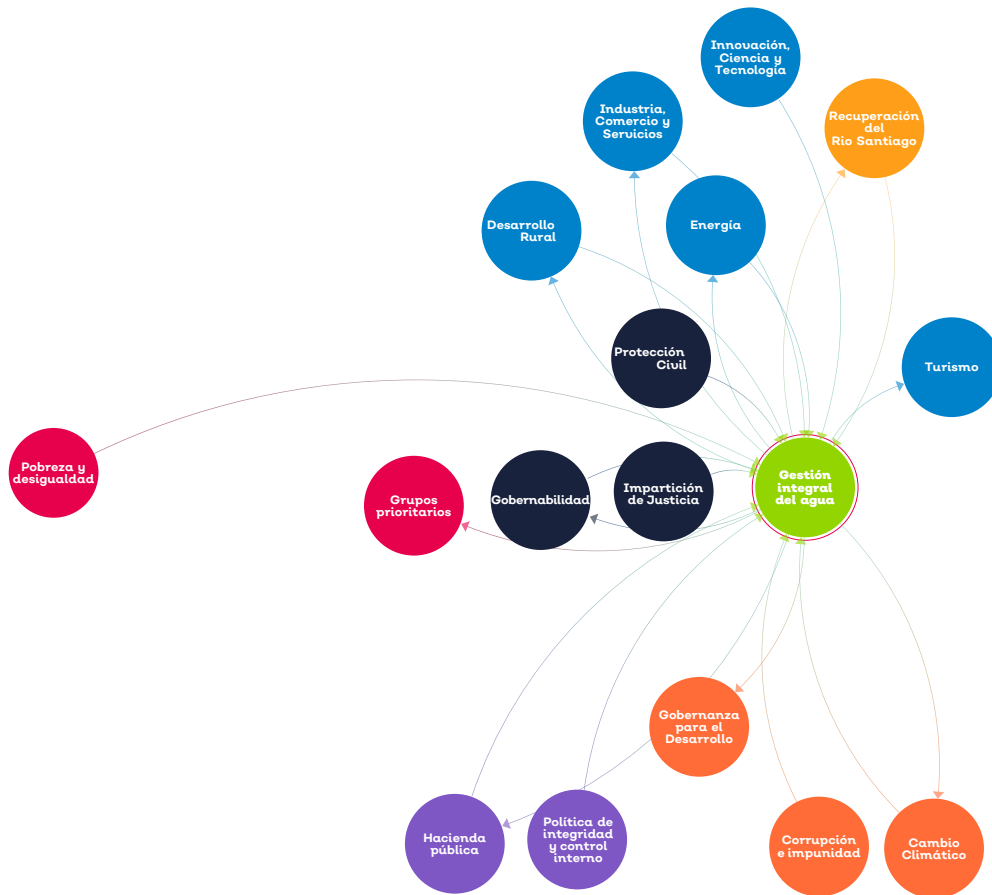 Innovación,
Ciencia y
Tecnología
Industria,
Comercio y
Servicios
Recuperación
del
Rio Santiago
Desarrollo
Rural
Energía
Protección
Civil
Turismo
Pobreza y
desigualdad
Grupos
prioritarios
Gobernabilidad
Impartición
de Justicia
Gestión
integral
del agua
Gobernanza
para el
Desarrollo
Hacienda
pública
Política de
integridad
y control
interno
Corrupción
e impunidad
Cambio
Climático